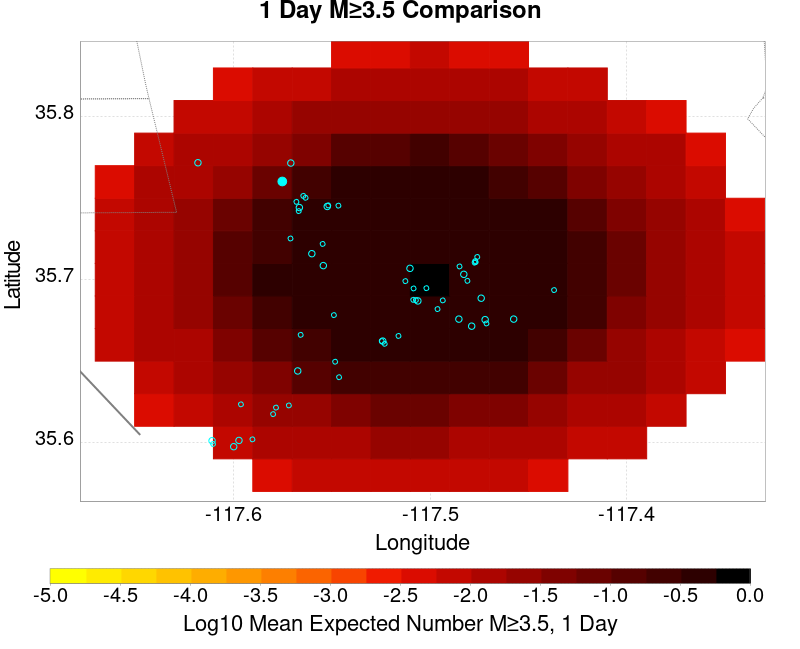 1 Day M≥3.5 Comparison
35.8
35.7
35.6
Latitude
-117.6 -117.5 -117.4
Longitude
-5.0 -4.5 -4.0 -3.5 -3.0 -2.5 -2.0 -1.5 -1.0 -0.5 0.0
Log10 Mean Expected Number M≥3.5, 1 Day